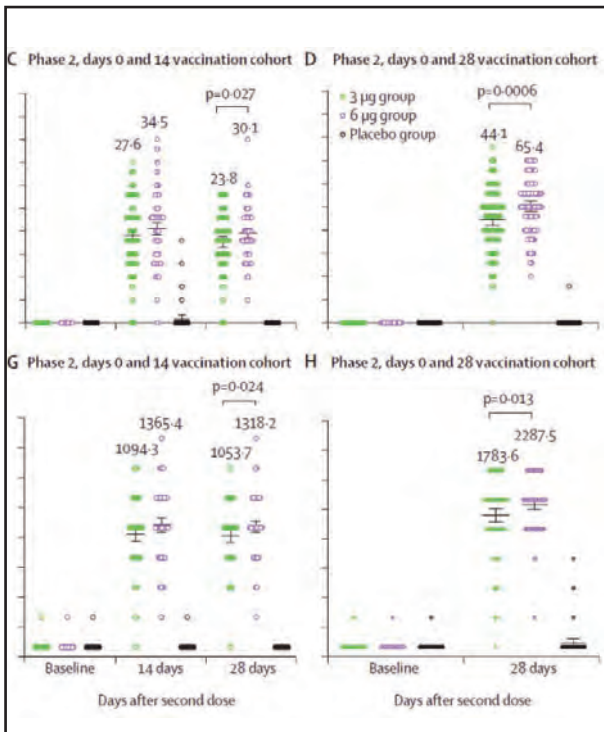 C Phase 2, days 0 and 14 vaccination cohort
p=0·027
34·5
27·6
30·1
23·8
D Phase 2, days 0 and 28 vaccination cohort
3 µg group
6 µg group
Placebo group
p=0·0006
44·1
65·4
G Phase 2, days 0 and 14 vaccination cohort
p=0·024
1365·4
1318·2
1094·3
1053·7
Baseline
14 days
28 days
Days after second dose
H Phase 2, days 0 and 28 vaccination cohort
p=0·013
2287·5
1783·6
Baseline
28 days
Days after second dose